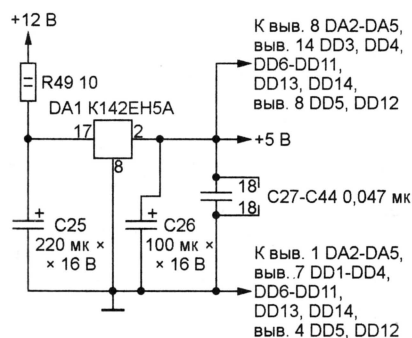 +12 В
К выв. 8 DA2-DA5,
выв. 14 DD3, DD4,
DD6-DD11,
DD13, DD14,
выв. 8 DD5, DD12
R49 10
DA1 К142ЕН5А
17
2
8
+5 В
18
18
С27-С44 0,047 мк
+
С25
220 мк ×
× 16 В
+
С26
100 мк ×
× 16 В
К выв. 1 DA2-DA5,
выв..7 DD1-DD4,
DD6-DD11,
DD13, DD14,
выв. 4 DD5, DD12